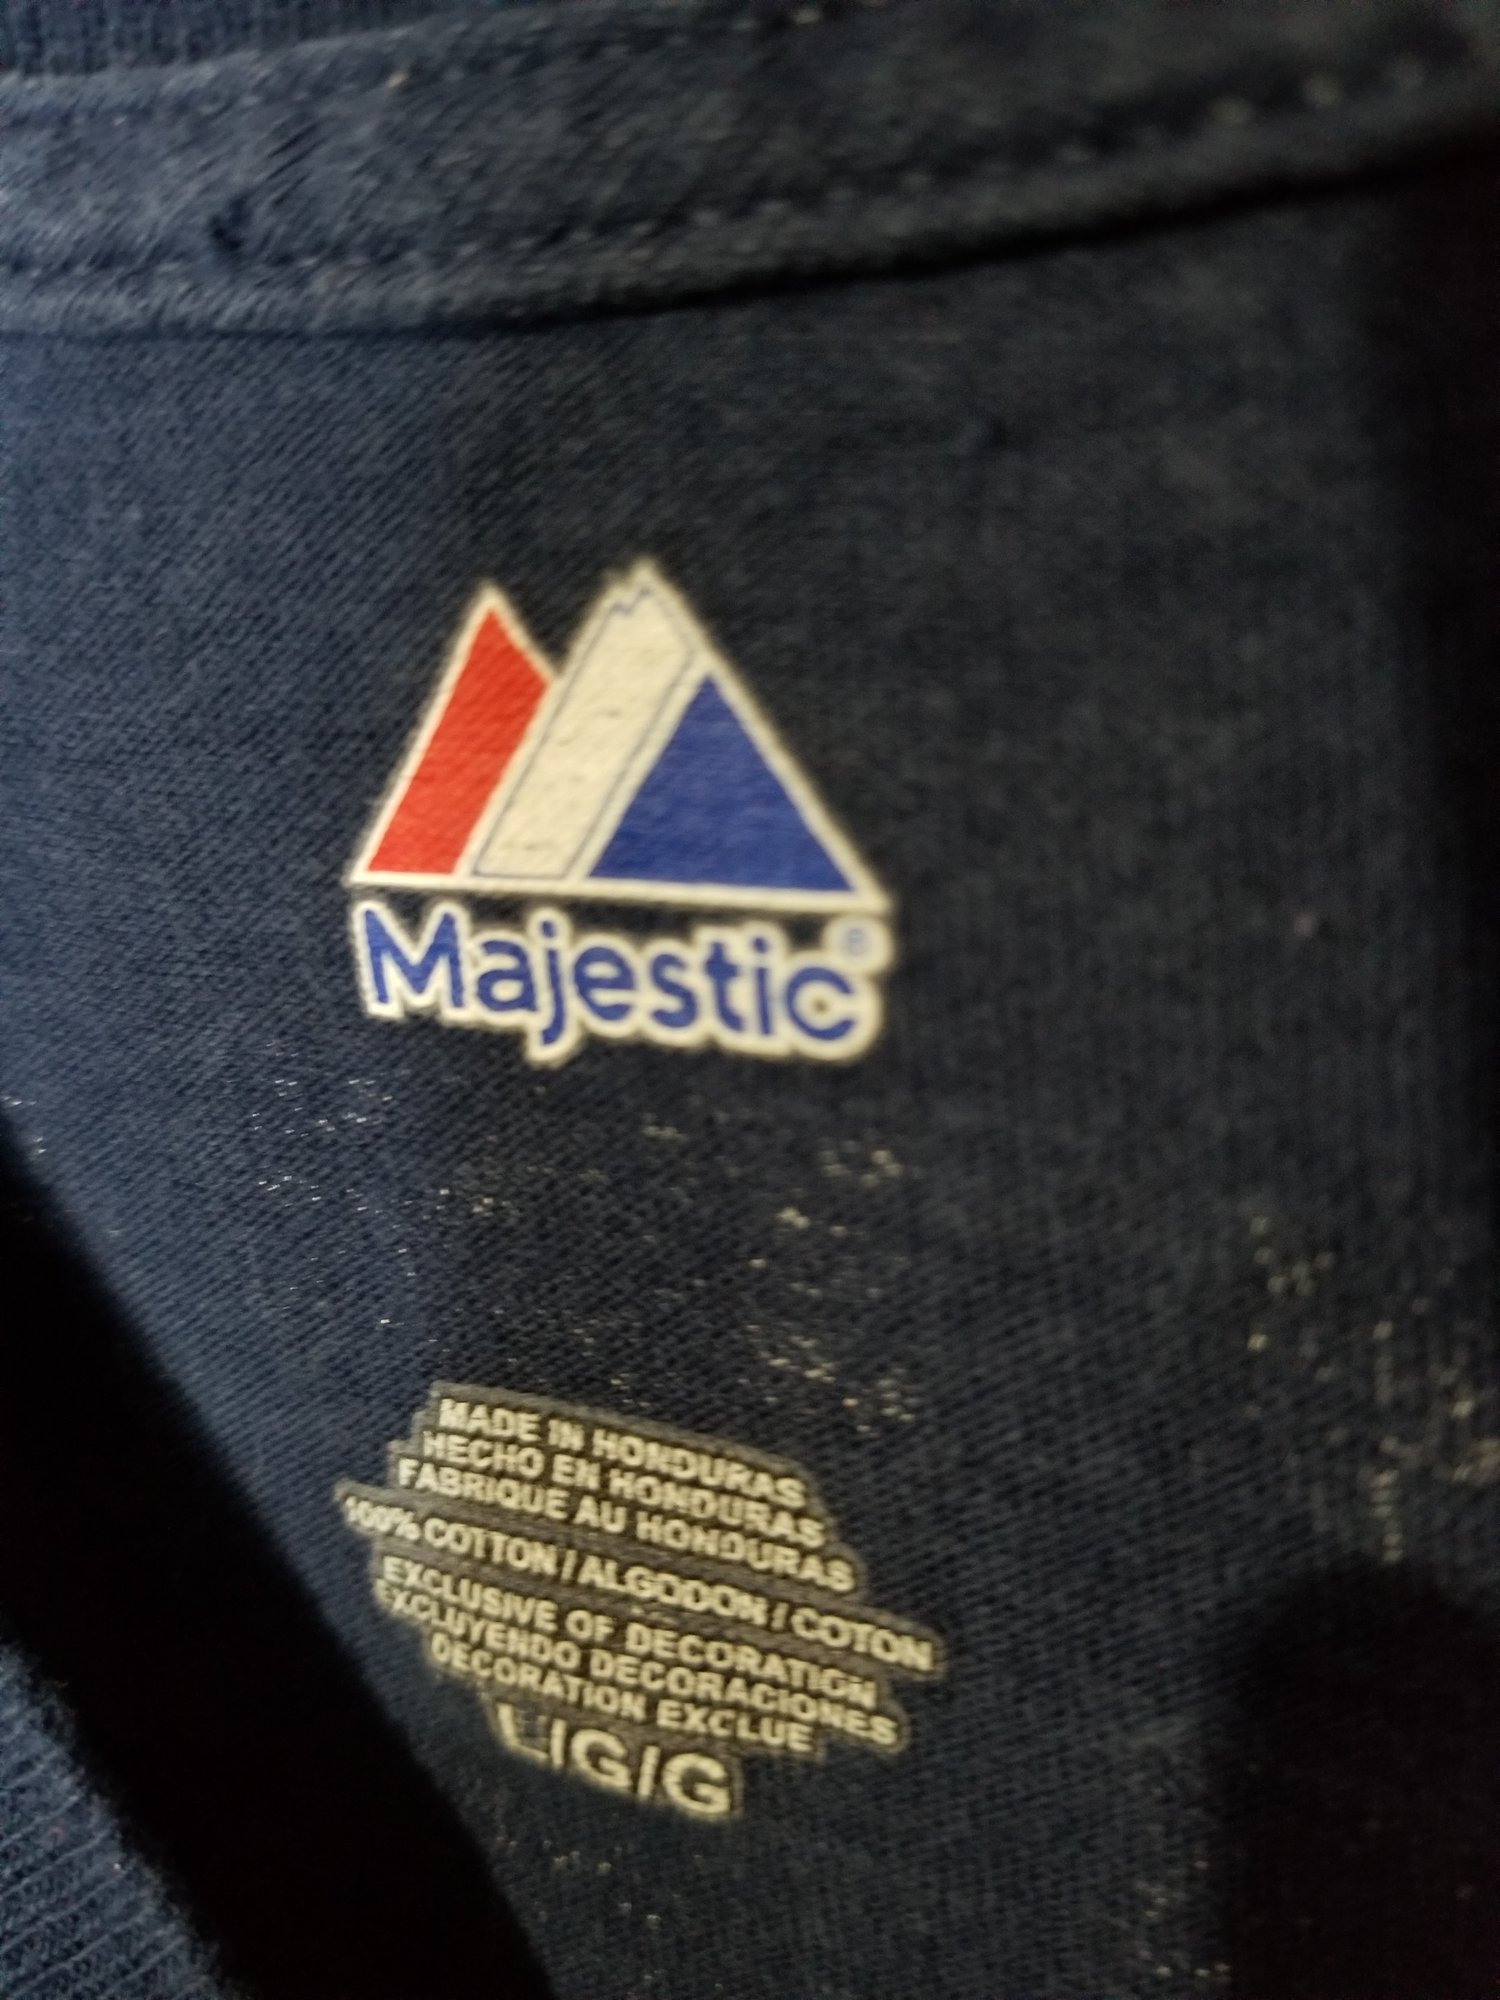 Majestic®
MADE IN HONDURAS
HECHO EN HONDURAS
FABRIQUE AU HONDURAS
100% COTTON / ALGODON / COTON
EXCLUSIVE OF DECORATION
EXCLUYENDO DECORACIONES
DECORATION EXCLUE
L/G/G